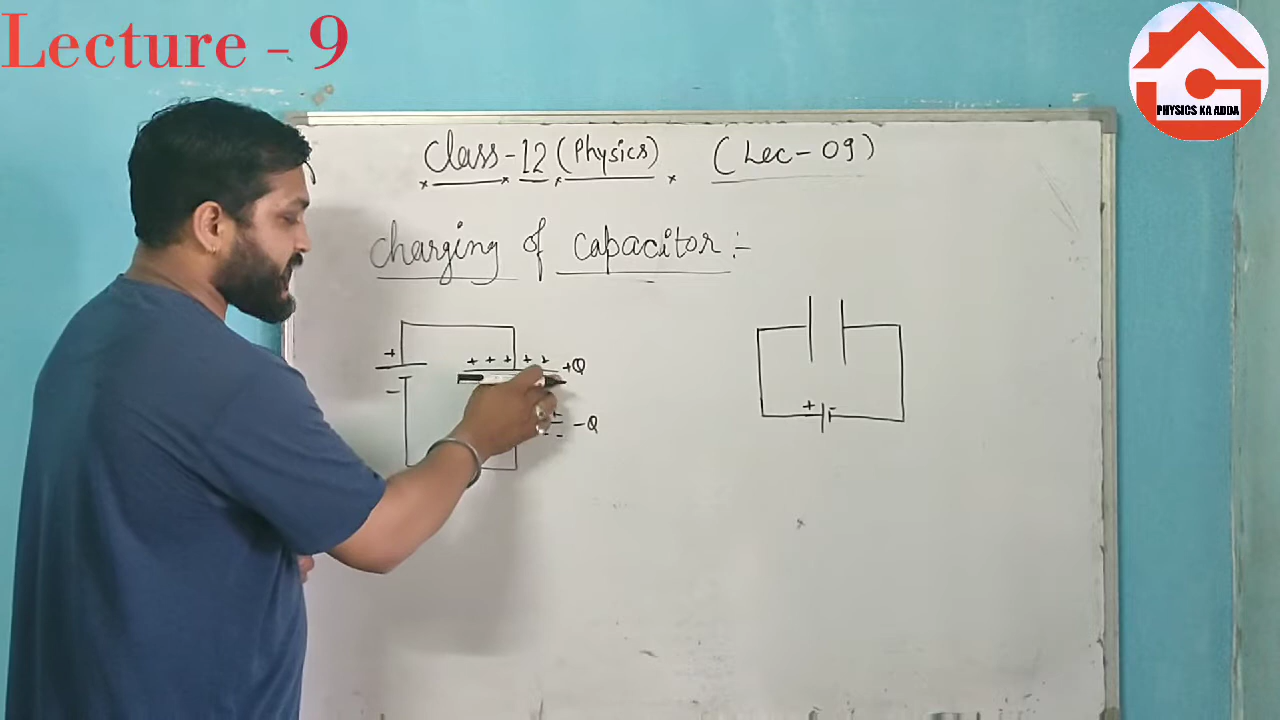 Lecture - 9
PHYSICS KA ADDA
Class - 12 (Physics) (Lec - 09)
charging of capacitor :-
+
+ + + + + +Q
-
- - -Q
+ -